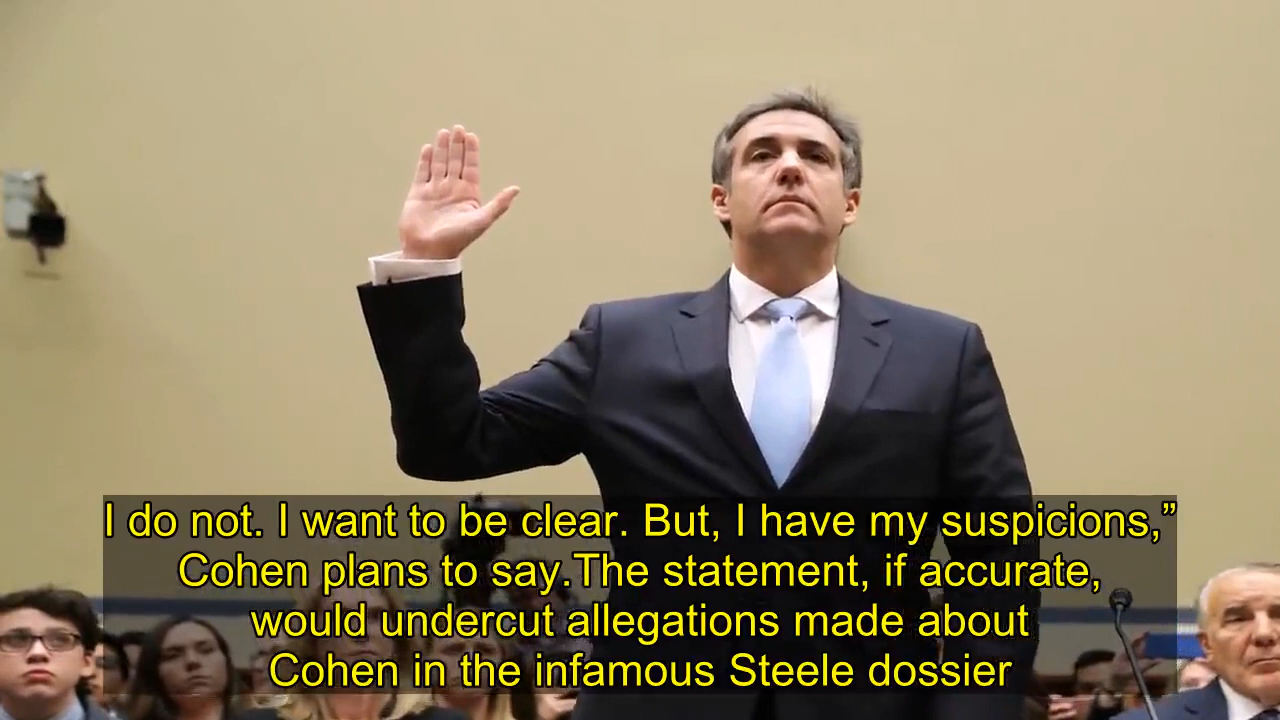 I do not. I want to be clear. But, I have my suspicions,”
Cohen plans to say.The statement, if accurate,
would undercut allegations made about
Cohen in the infamous Steele dossier